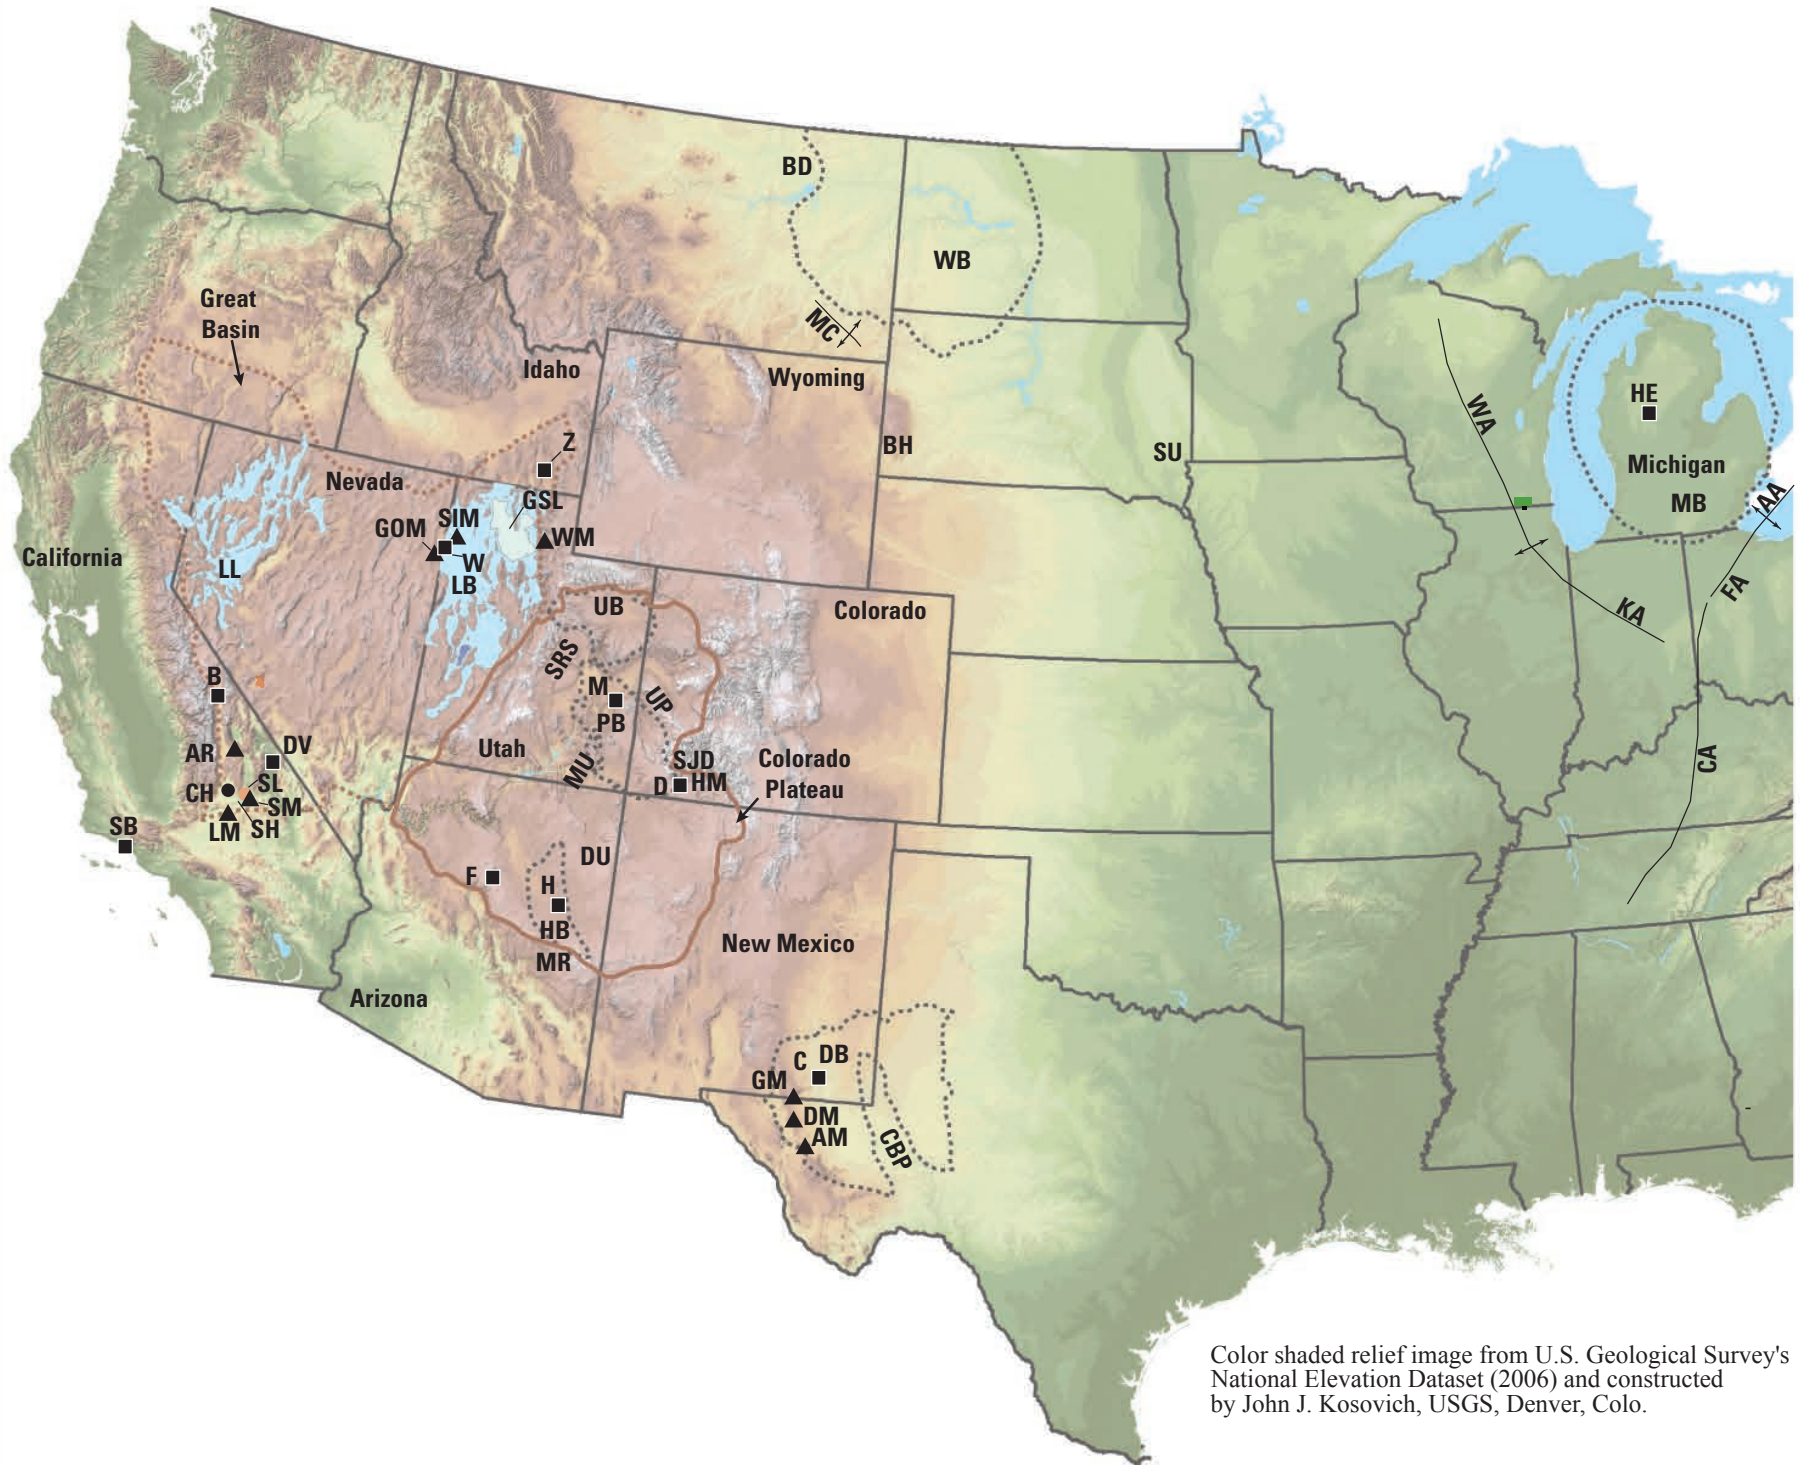 BD
WB
Great
Basin
MC
Idaho
Wyoming
HE
WA
BH
SU
Z
Michigan
Nevada
MB
AA
GSL
SIM
GOM
WM
California
W
LL
LB
FA
UB
Colorado
KA
SRS
B
M
UP
PB
AR
DV
Utah
SJD
Colorado
Plateau
CA
MU
D
HM
CH
SL
SM
SB
LM
SH
DU
F
H
HB
New Mexico
MR
Arizona
C
DB
GM
DM
AM
CBP
Color shaded relief image from U.S. Geological Survey's
National Elevation Dataset (2006) and constructed
by John J. Kosovich, USGS, Denver, Colo.